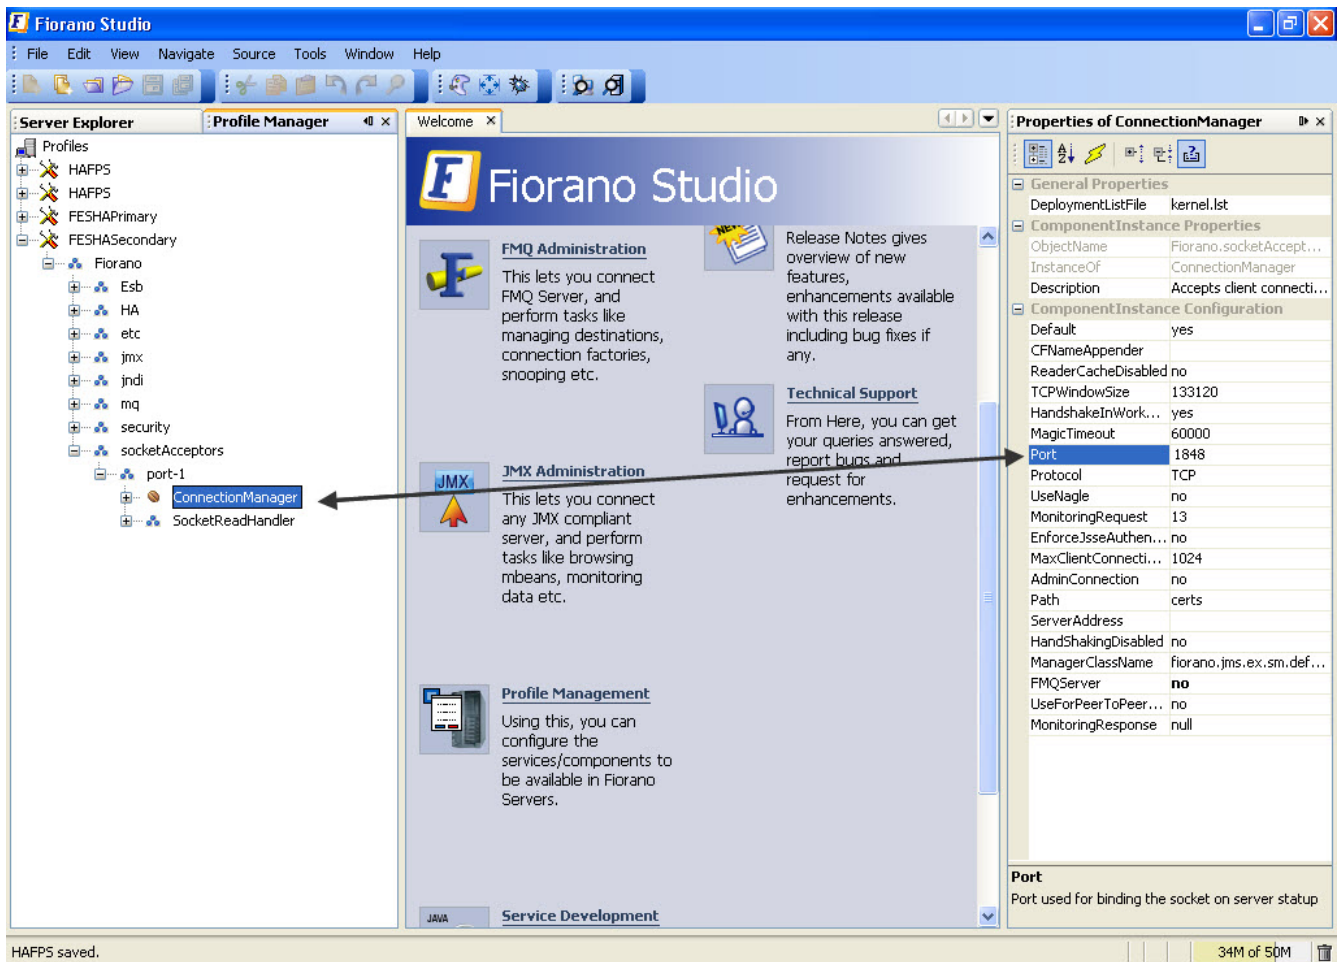 Fiorano Studio
File Edit View Navigate Source Tools Window Help
Server Explorer
Profile Manager
Profiles
HAFPS
HAFPS
FESHAPrimary
FESHASecondary
Fiorano
Esb
HA
etc
jmx
jndi
mq
security
socketAcceptors
port-1
ConnectionManager
SocketReadHandler
Welcome
Fiorano Studio
FMQ Administration
This lets you connect
FMQ Server, and
perform tasks like
managing destinations,
connection factories,
snooping etc.
JMX
JMX Administration
This lets you connect
any JMX compliant
server, and perform
tasks like browsing
mbeans, monitoring
data etc.
Profile Management
Using this, you can
configure the
services/components to
be available in Fiorano
Servers.
JAVA
Service Development
NEW
Release Notes gives
overview of new
features,
enhancements available
with this release
including bug fixes if
any.
Technical Support
From Here, you can get
your queries answered,
report bugs and
request for
enhancements.
Properties of ConnectionManager
General Properties
DeploymentListFile kernel.lst
ComponentInstance Properties
ObjectName Fiorano.socketAccept...
InstanceOf ConnectionManager
Description Accepts client connecti...
ComponentInstance Configuration
Default yes
CFNameAppender
ReaderCacheDisabled no
TCPWindowSize 133120
HandshakeInWork... yes
MagicTimeout 60000
Port 1848
Protocol TCP
UseNagle no
MonitoringRequest 13
EnforceJsseAuthen... no
MaxClientConnecti... 1024
AdminConnection no
Path certs
ServerAddress
HandShakingDisabled no
ManagerClassName fiorano.jms.ex.sm.def...
FMQServer no
UseForPeerToPeer... no
MonitoringResponse null
Port
Port used for binding the socket on server statup
HAFPS saved.
34M of 50M